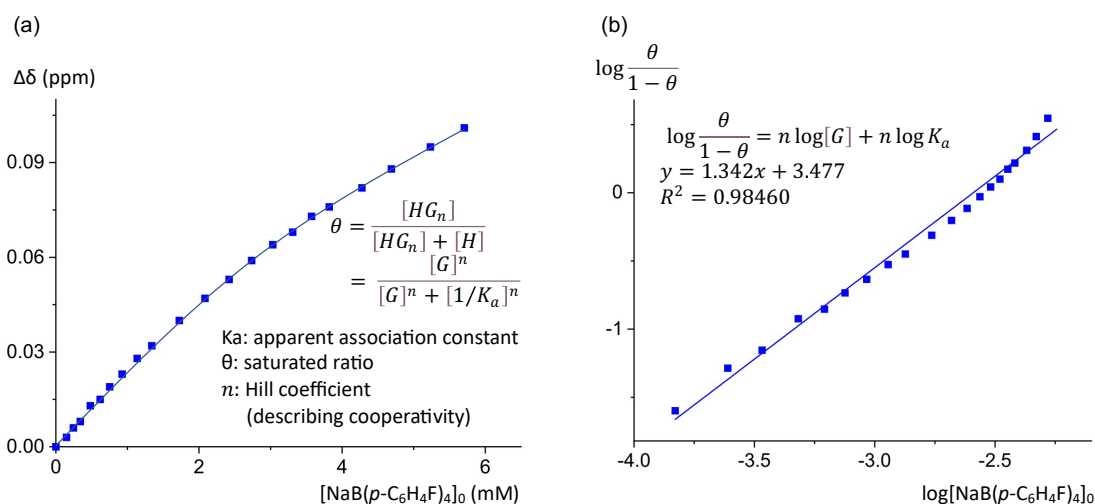 (a)
Δδ (ppm)
0.09
0.06
0.03
0.00
0
2
4
6
[NaB(p-C₆H₄F)₄]₀ (mM)
θ = [HGₙ] / ([HGₙ] + [H])
= [G]ⁿ / ([G]ⁿ + [1/Kₐ]ⁿ)
Ka: apparent association constant
θ: saturated ratio
n: Hill coefficient
(describing cooperativity)
(b)
log θ/(1 − θ)
log θ/(1 − θ) = n log[G] + n log Kₐ
y = 1.342x + 3.477
R² = 0.98460
0
-1
-4.0
-3.5
-3.0
-2.5
log[NaB(p-C₆H₄F)₄]₀